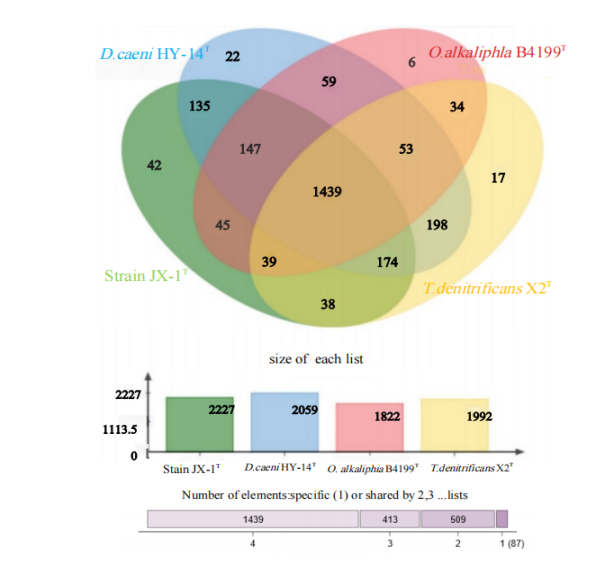 D.caeni HY-14ᵀ
22
6
O.alkaliphla B4199ᵀ
59
135
34
147
53
42
17
1439
45
198
39
174
Strain JX-1ᵀ
T.denitrificans X2ᵀ
38
size of each list
2227
1113.5
0
2227
2059
1822
1992
Stain JX-1ᵀ
D.caeni HY-14ᵀ
O. alkaliphia B4199ᵀ
T.denitrificans X2ᵀ
Number of elements:specific (1) or shared by 2,3 ...lists
1439 413 509
4 3 2 1 (87)